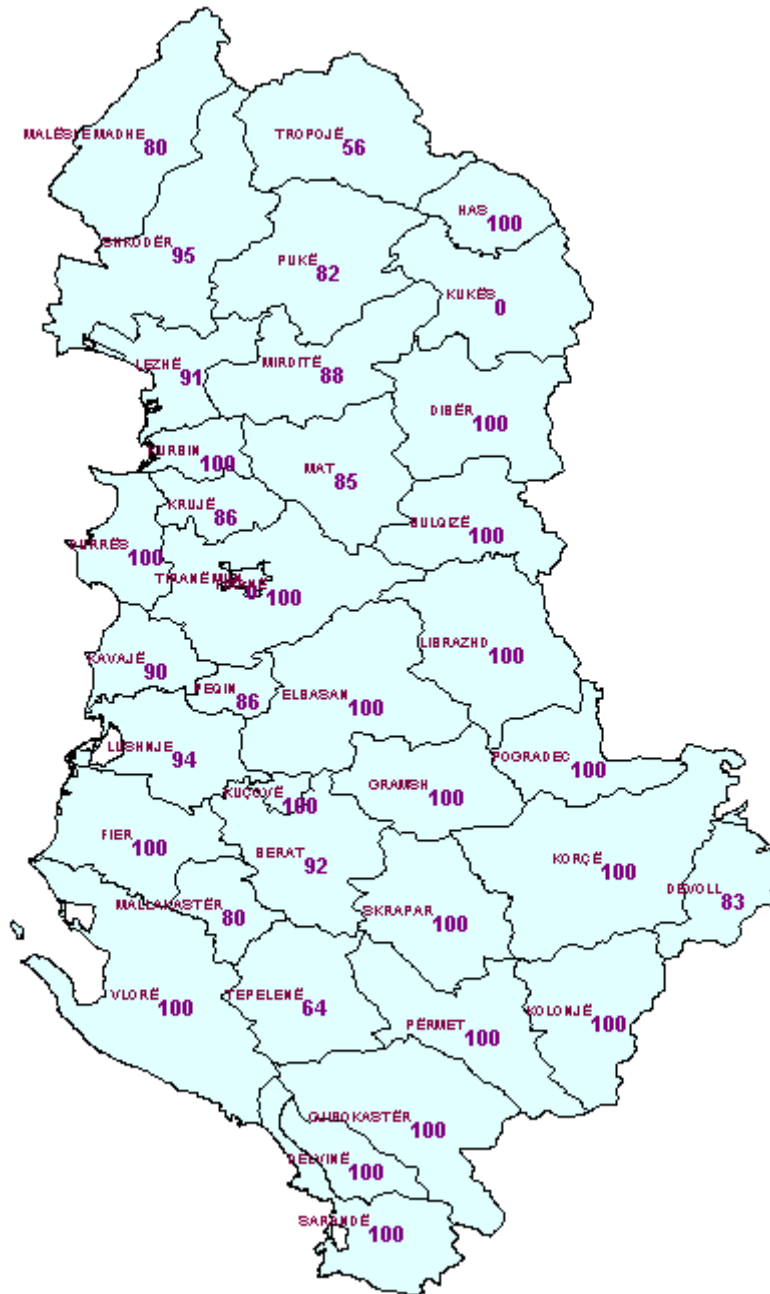 MALËSI E MADHE 80
TROPOJË 56
HAS 100
SHKODËR 95
PUKË 82
KUKËS 0
LEZHË 91
MIRDITË 88
DIBËR 100
KURBIN 100
MAT 85
KRUJË 86
BULQIZË 100
DURRËS 100
TIRANË MUN 0
100
LIBRAZHD 100
KAVAJË 90
PEQIN 86
ELBASAN 100
LUSHNJE 94
POGRADEC 100
KUÇOVË 100
GRAMSH 100
FIER 100
BERAT 92
KORÇË 100
DEVOLL 83
MALLAKASTËR 80
SKRAPAR 100
VLORË 100
TEPELENË 64
PËRMET 100
KOLONJË 100
GJIROKASTËR 100
DELVINË 100
SARANDË 100